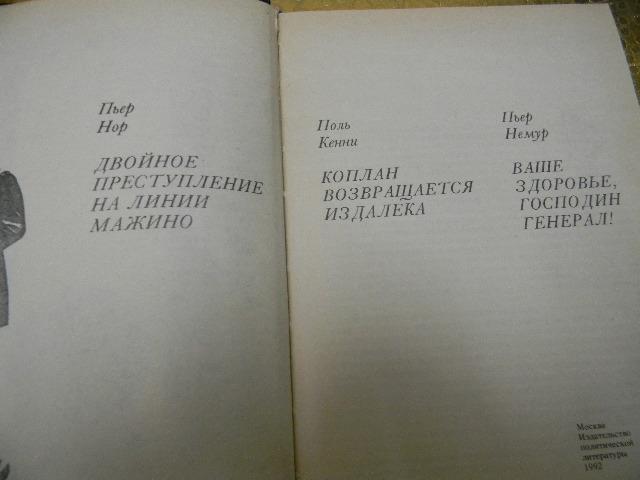 Пьер
Нор
ДВОЙНОЕ
ПРЕСТУПЛЕНИЕ
НА ЛИНИИ
МАЖИНО
Поль
Кенни
КОПЛАН
ВОЗВРАЩАЕТСЯ
ИЗДАЛЕКА
Пьер
Немур
ВАШЕ
ЗДОРОВЬЕ,
ГОСПОДИН
ГЕНЕРАЛ!
Москва
Издательство
политической
литературы
1992